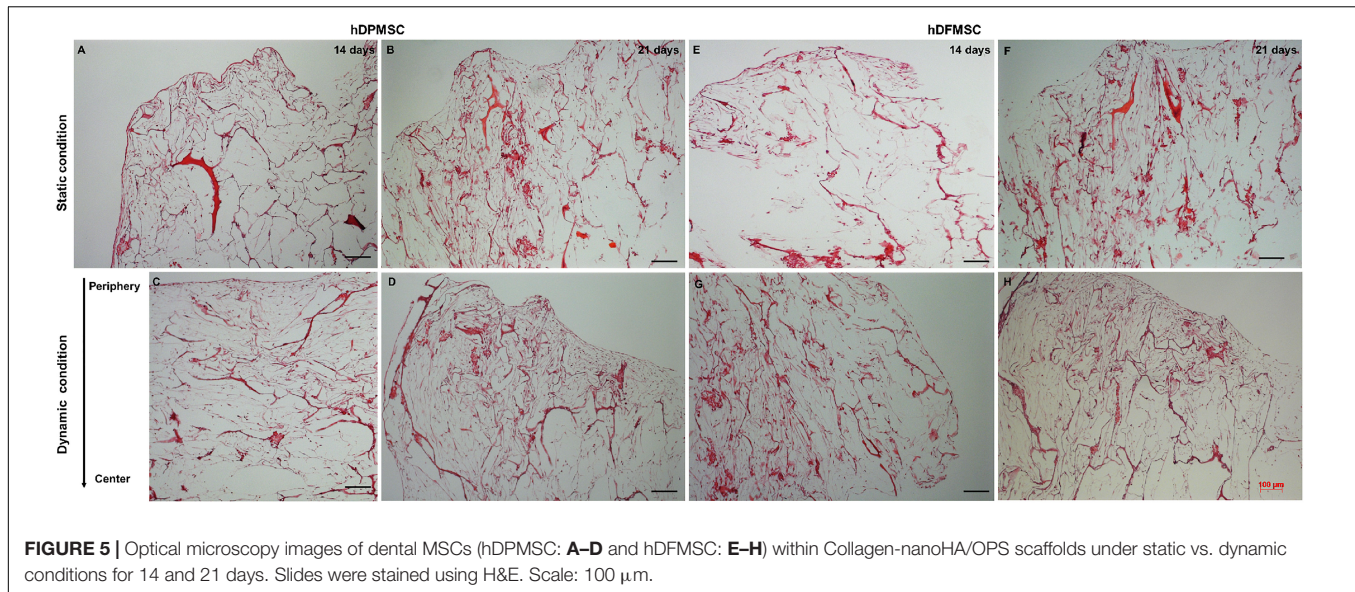 hDPMSC
hDFMSC
A
14 days
B
21 days
E
14 days
F
21 days
Static condition
Dynamic condition
Periphery
Center
C
D
G
H
100 µm
FIGURE 5 | Optical microscopy images of dental MSCs (hDPMSC: A–D and hDFMSC: E–H) within Collagen-nanoHA/OPS scaffolds under static vs. dynamic
conditions for 14 and 21 days. Slides were stained using H&E. Scale: 100 µm.